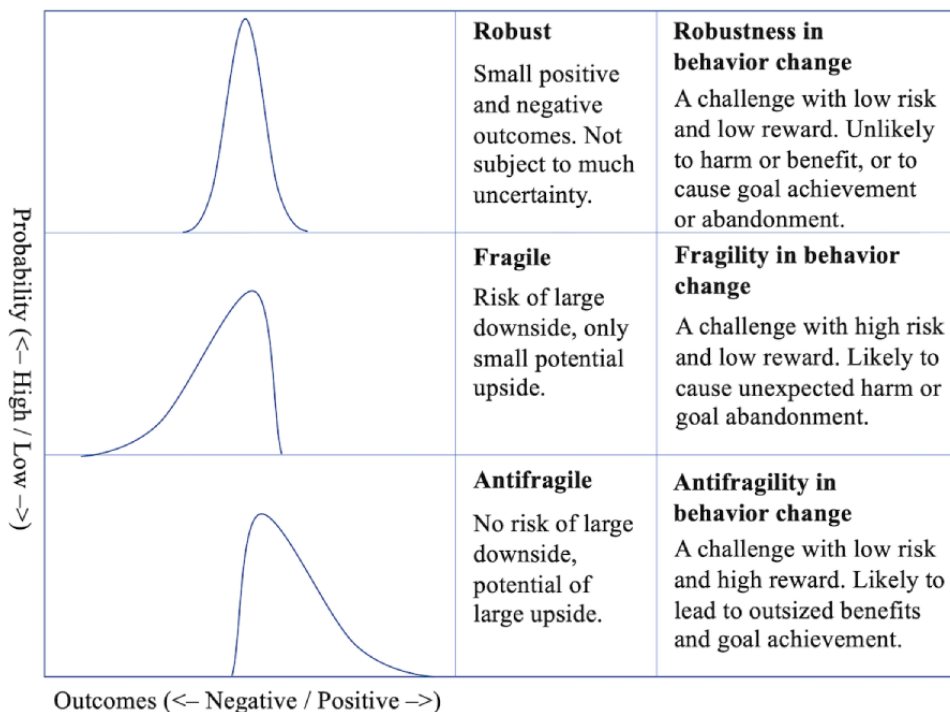 Robust
Small positive
and negative
outcomes. Not
subject to much
uncertainty.
Robustness in
behavior change
A challenge with low risk
and low reward. Unlikely
to harm or benefit, or to
cause goal achievement
or abandonment.
Fragile
Risk of large
downside, only
small potential
upside.
Fragility in behavior
change
A challenge with high risk
and low reward. Likely to
cause unexpected harm or
goal abandonment.
Antifragile
No risk of large
downside,
potential of
large upside.
Antifragility in
behavior change
A challenge with low risk
and high reward. Likely to
lead to outsized benefits
and goal achievement.
Probability (<– High / Low –>)
Outcomes (<– Negative / Positive –>)